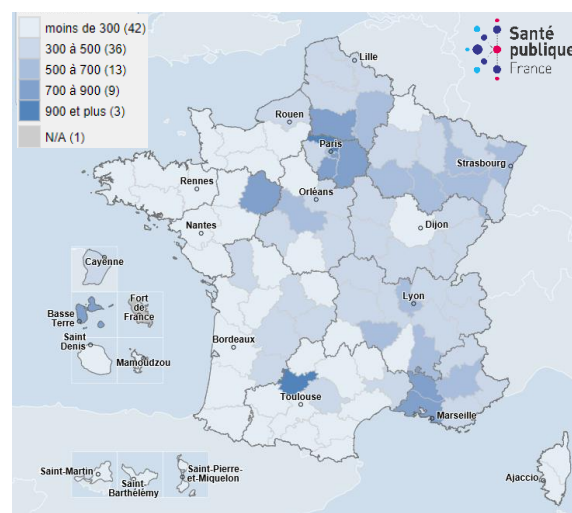 moins de 300 (42)
300 à 500 (36)
500 à 700 (13)
700 à 900 (9)
900 et plus (3)
N/A (1)
Santé
publique
France
Lille
Rouen
Paris
Strasbourg
Rennes
Orléans
Nantes
Dijon
Cayenne
Lyon
Basse
Terre
Fort
de
France
Saint
Denis
Mamoudzou
Bordeaux
Toulouse
Marseille
Saint-Martin
Saint-
Barthélémy
Saint-Pierre
et-Miquelon
Ajaccio